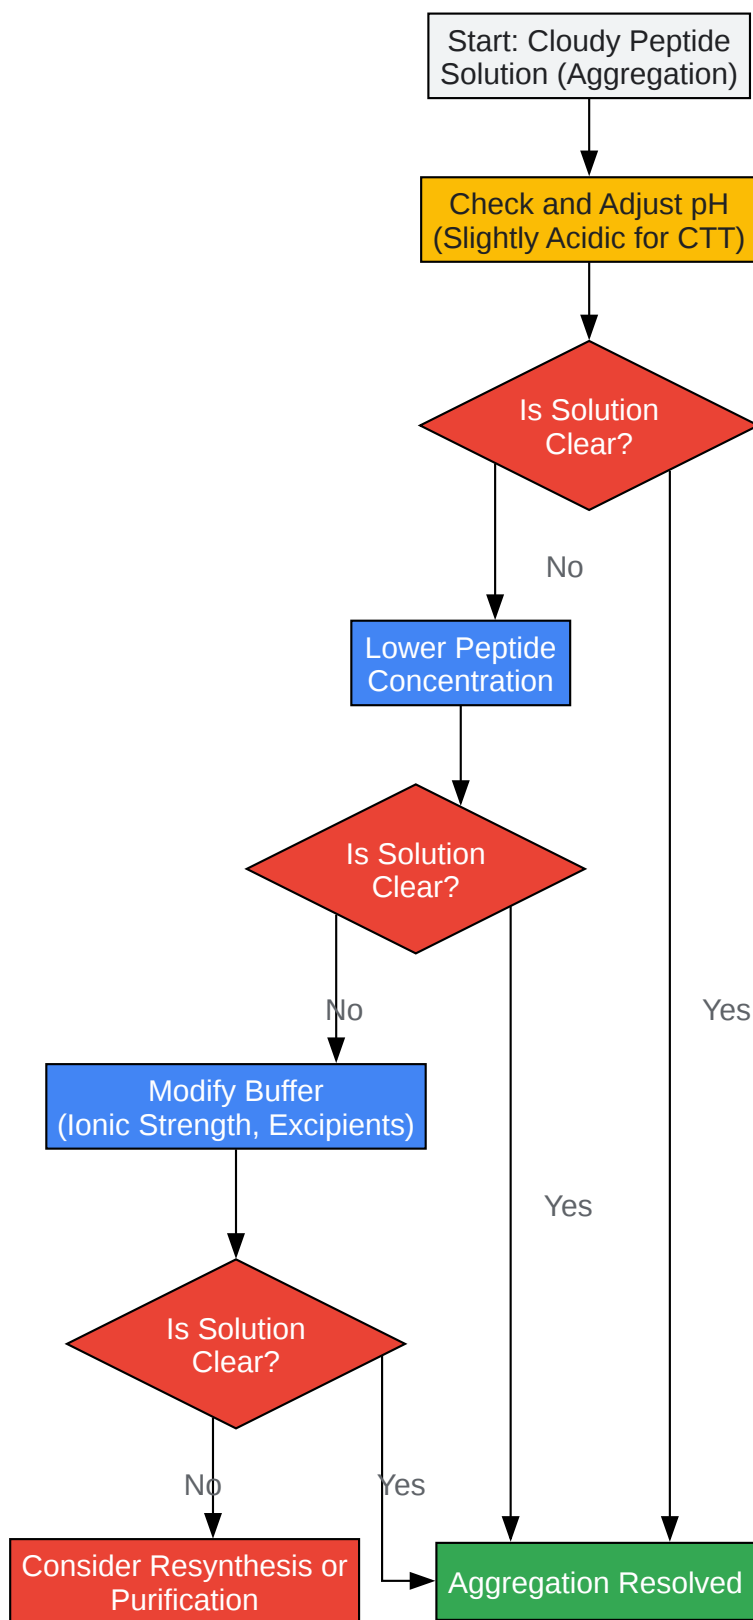 Start: Cloudy Peptide
Solution (Aggregation)
Check and Adjust pH
(Slightly Acidic for CTT)
Is Solution
Clear?
No
Lower Peptide
Concentration
Is Solution
Clear?
No
Yes
Modify Buffer
(Ionic Strength, Excipients)
Yes
Is Solution
Clear?
No
Yes
Consider Resynthesis or
Purification
Aggregation Resolved